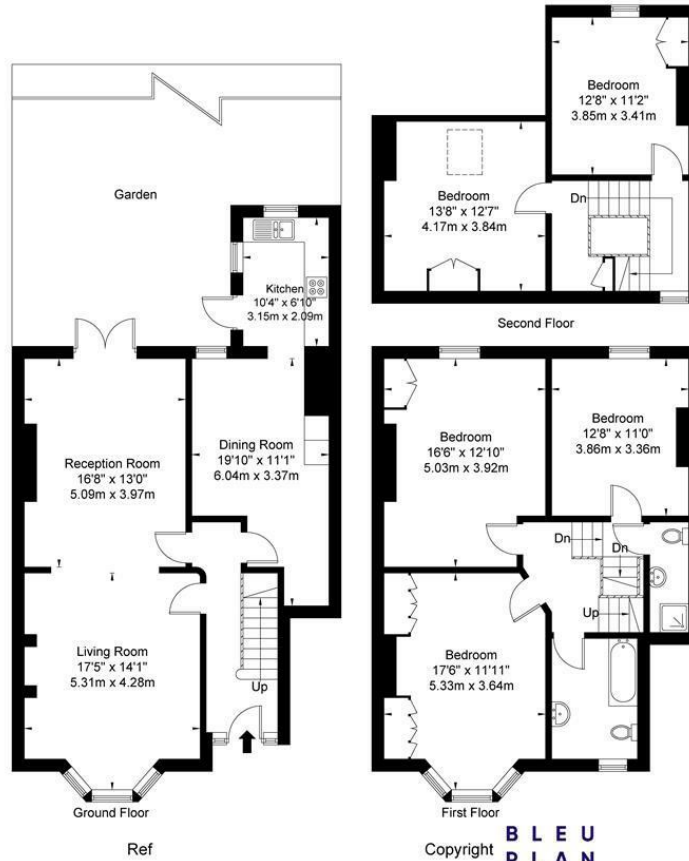 Garden
Kitchen
10'4" x 6'10"
3.15m x 2.09m
Reception Room
16'8" x 13'0"
5.09m x 3.97m
Dining Room
19'10" x 11'1"
6.04m x 3.37m
Living Room
17'5" x 14'1"
5.31m x 4.28m
Up
Ground Floor
Bedroom
12'8" x 11'2"
3.85m x 3.41m
Bedroom
13'8" x 12'7"
4.17m x 3.84m
Dn
Second Floor
Bedroom
16'6" x 12'10"
5.03m x 3.92m
Bedroom
12'8" x 11'0"
3.86m x 3.36m
Dn
Dn
Up
Bedroom
17'6" x 11'11"
5.33m x 3.64m
First Floor
Ref
Copyright
BLEU
PLAN